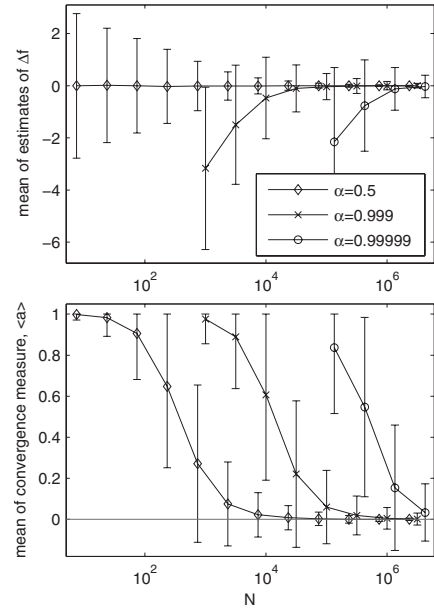 mean of estimates of Δf
2
0
−2
−4
−6
α=0.5
α=0.999
α=0.99999
10^2
10^4
10^6
mean of convergence measure, <a>
1
0.8
0.6
0.4
0.2
0
10^2
10^4
10^6
N